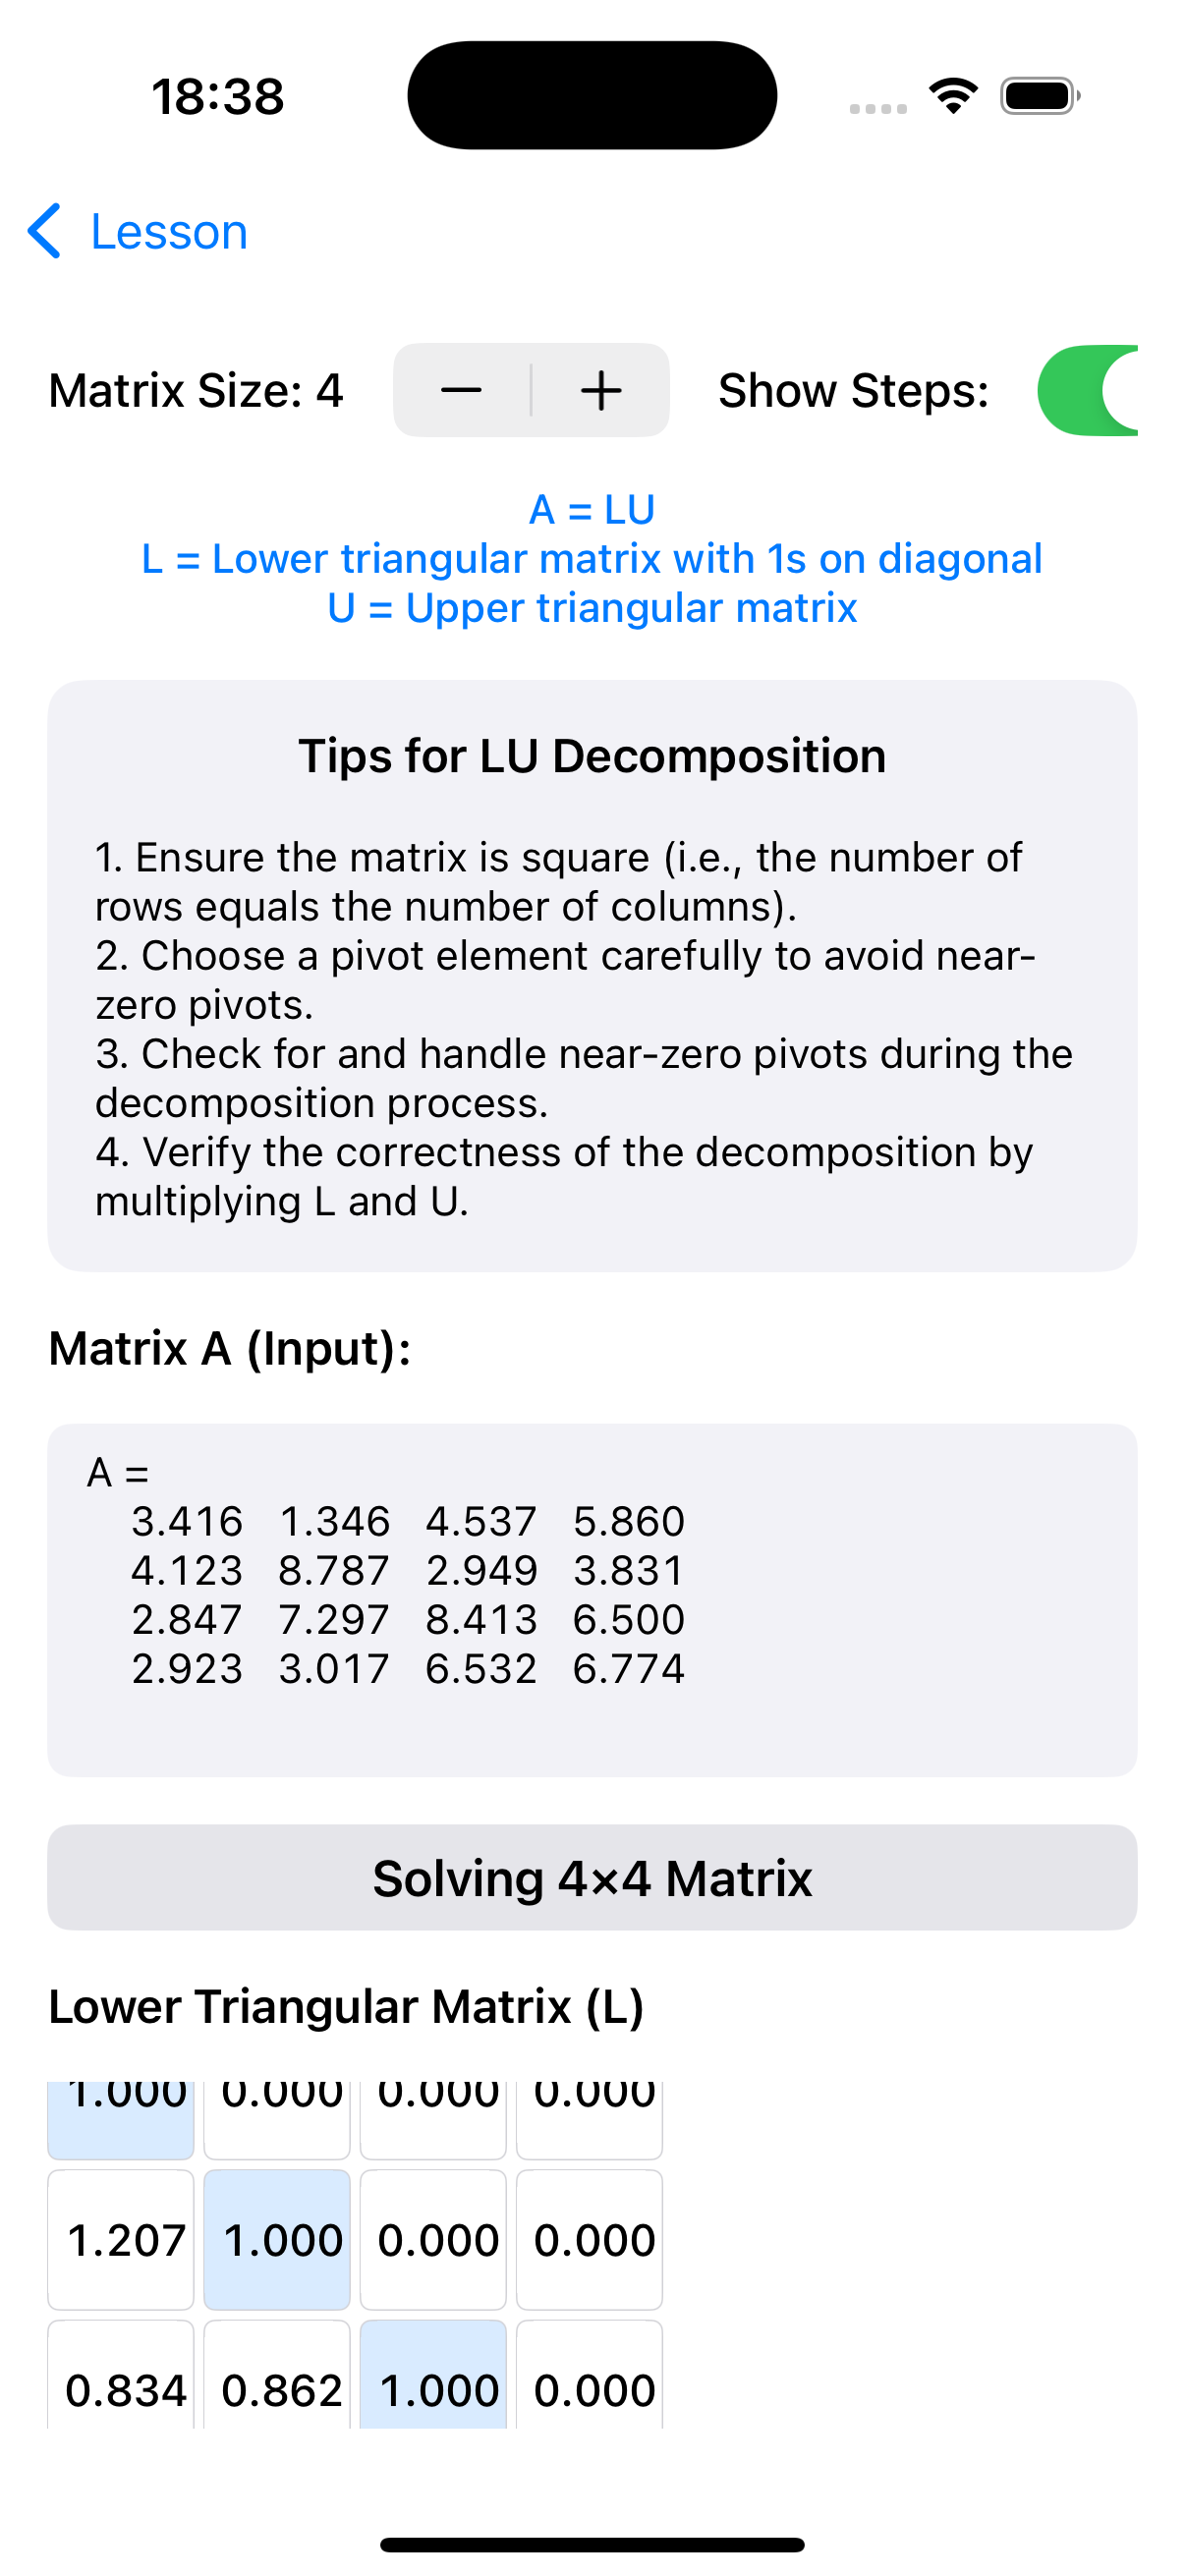 18:38
Lesson
Matrix Size: 4 − + Show Steps:
A = LU
L = Lower triangular matrix with 1s on diagonal
U = Upper triangular matrix
Tips for LU Decomposition
1. Ensure the matrix is square (i.e., the number of
rows equals the number of columns).
2. Choose a pivot element carefully to avoid near-
zero pivots.
3. Check for and handle near-zero pivots during the
decomposition process.
4. Verify the correctness of the decomposition by
multiplying L and U.
Matrix A (Input):
A =
3.416 1.346 4.537 5.860
4.123 8.787 2.949 3.831
2.847 7.297 8.413 6.500
2.923 3.017 6.532 6.774
Solving 4×4 Matrix
Lower Triangular Matrix (L)
1.000 0.000 0.000 0.000
1.207 1.000 0.000 0.000
0.834 0.862 1.000 0.000